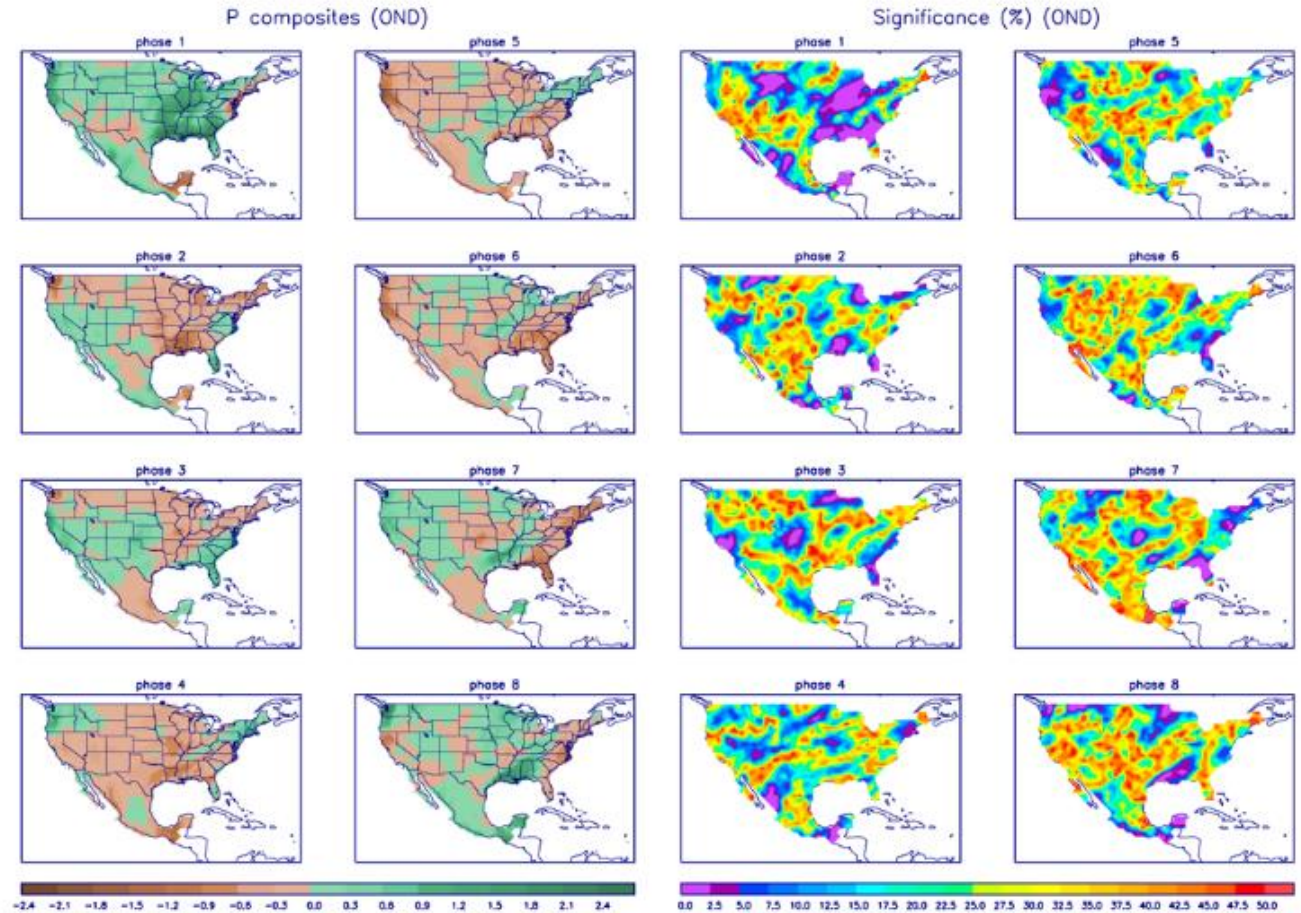 P composites (OND)
Significance (%) (OND)
phase 1
phase 5
phase 1
phase 5
phase 2
phase 6
phase 2
phase 6
phase 3
phase 7
phase 3
phase 7
phase 4
phase 8
phase 4
phase 8
-2.4 -2.1 -1.8 -1.5 -1.2 -0.9 -0.6 -0.3 0.0 0.3 0.6 0.9 1.2 1.5 1.8 2.1 2.4
0.0 2.5 5.0 7.5 10.0 12.5 15.0 17.5 20.0 22.5 25.0 27.5 30.0 32.5 35.0 37.5 40.0 42.5 45.0 47.5 50.0